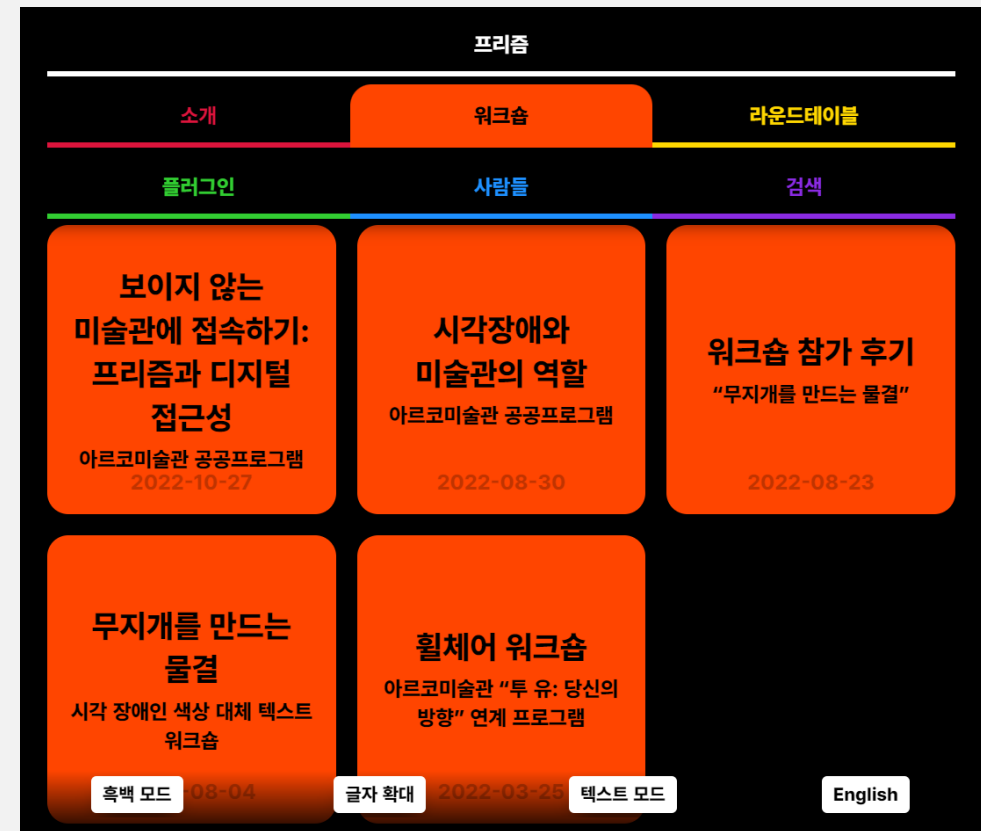 프리즘
소개
워크숍
라운드테이블
플러그인
사람들
검색
보이지 않는
미술관에 접속하기:
프리즘과 디지털
접근성
아르코미술관 공공프로그램
2022-10-27
시각장애와
미술관의 역할
아르코미술관 공공프로그램
2022-08-30
워크숍 참가 후기
“무지개를 만드는 물결”
2022-08-23
무지개를 만드는
물결
시각 장애인 색상 대체 텍스트
워크숍
-08-04
휠체어 워크숍
아르코미술관 “투 유: 당신의
방향” 연계 프로그램
2022-03-25
흑백 모드
글자 확대
텍스트 모드
English